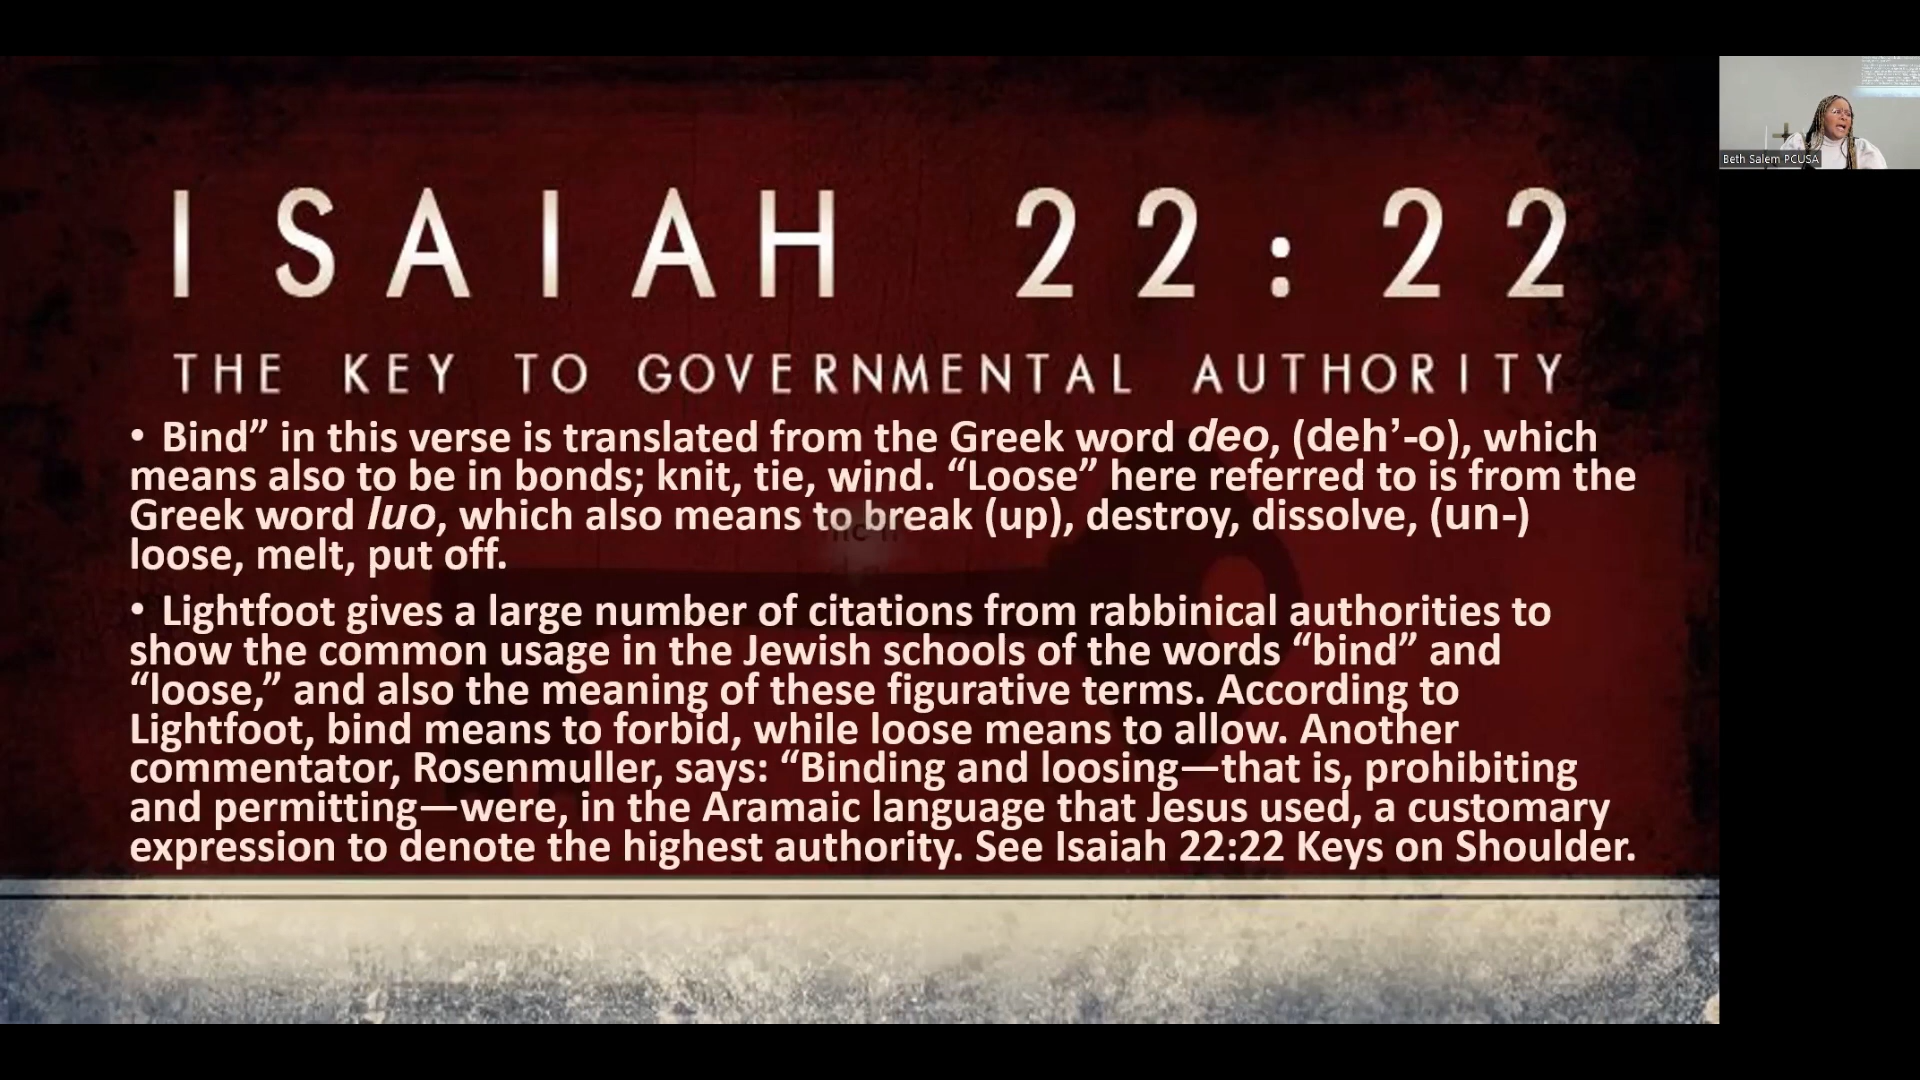 ISAIAH 22:22
THE KEY TO GOVERNMENTAL AUTHORITY
• Bind” in this verse is translated from the Greek word deo, (deh’-o), which
means also to be in bonds; knit, tie, wind. “Loose” here referred to is from the
Greek word luo, which also means to break (up), destroy, dissolve, (un-)
loose, melt, put off.
• Lightfoot gives a large number of citations from rabbinical authorities to
show the common usage in the Jewish schools of the words “bind” and
“loose,” and also the meaning of these figurative terms. According to
Lightfoot, bind means to forbid, while loose means to allow. Another
commentator, Rosenmuller, says: “Binding and loosing—that is, prohibiting
and permitting—were, in the Aramaic language that Jesus used, a customary
expression to denote the highest authority. See Isaiah 22:22 Keys on Shoulder.
Beth Salem PCUSA